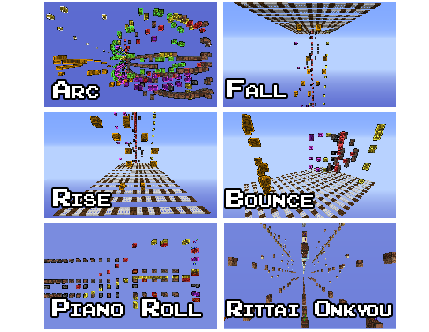 Arc
Fall
Rise
Bounce
Piano Roll
Rittai Onkyou